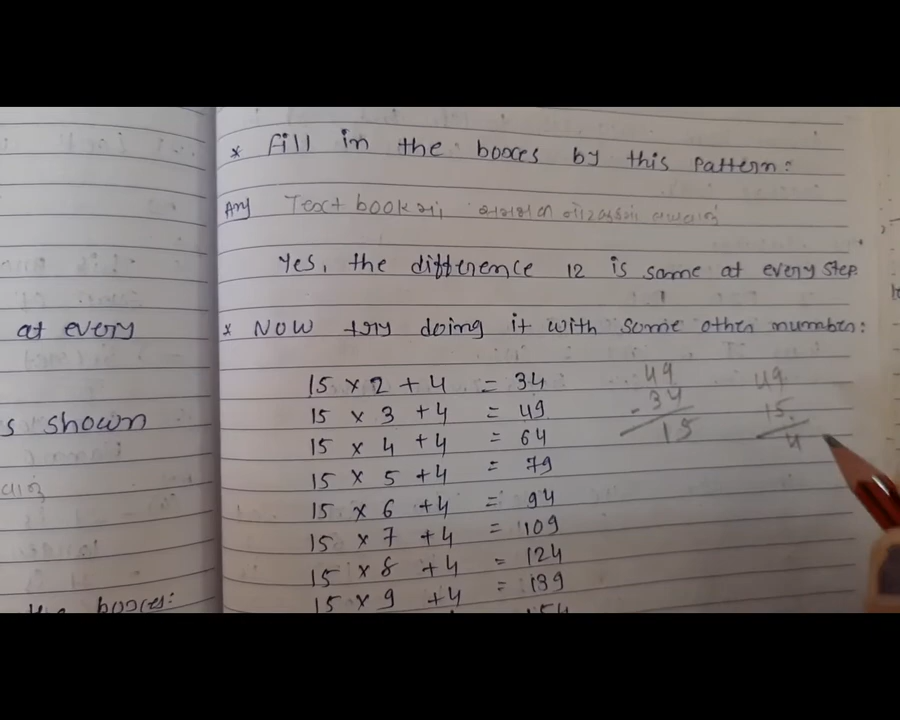 at every
s shown
boxes:
* Fill in the boxes by this pattern:
Ans Text bookમાં
Yes, the difference 12 is same at every step.
* Now try doing it with some other number:
15 × 2 + 4 = 34
15 × 3 + 4 = 49
15 × 4 + 4 = 64
15 × 5 + 4 = 79
15 × 6 + 4 = 94
15 × 7 + 4 = 109
15 × 8 + 4 = 124
15 × 9 + 4 = 139
154
49
- 34
15
49
15
4